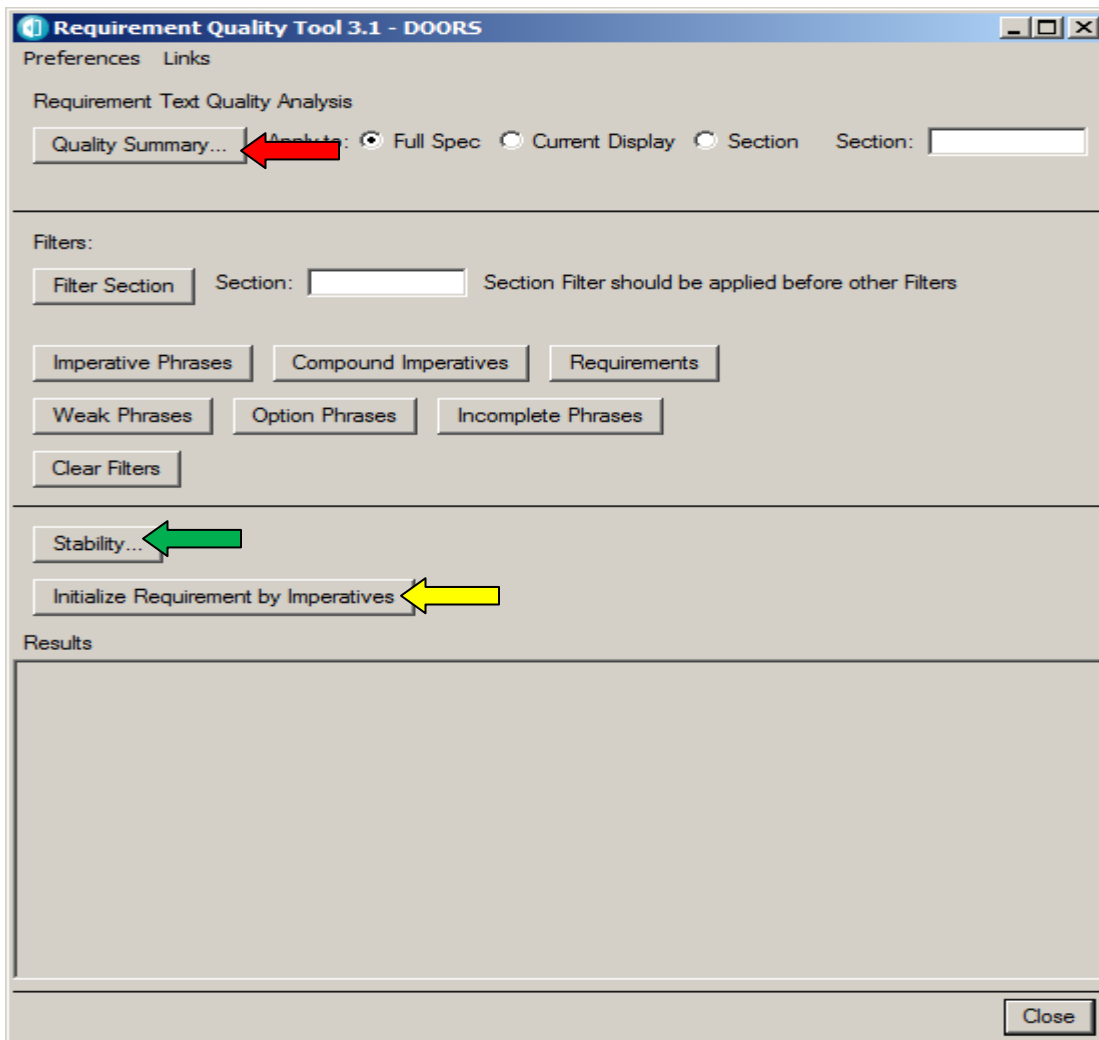 Requirement Quality Tool 3.1 - DOORS
Preferences Links
Requirement Text Quality Analysis
Quality Summary... to: Full Spec Current Display Section Section:
Filters:
Filter Section Section: Section Filter should be applied before other Filters
Imperative Phrases Compound Imperatives Requirements
Weak Phrases Option Phrases Incomplete Phrases
Clear Filters
Stability...
Initialize Requirement by Imperatives
Results
Close